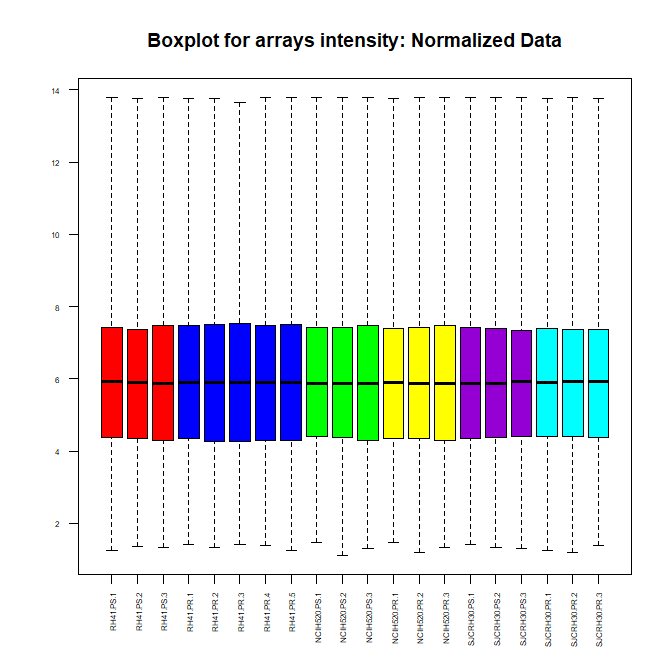 Boxplot for arrays intensity: Normalized Data
14
12
10
8
6
4
2
RH41.PS.1
RH41.PS.2
RH41.PS.3
RH41.PR.1
RH41.PR.2
RH41.PR.3
RH41.PR.4
RH41.PR.5
NCIH520.PS.1
NCIH520.PS.2
NCIH520.PS.3
NCIH520.PR.1
NCIH520.PR.2
NCIH520.PR.3
SJCRH30.PS.1
SJCRH30.PS.2
SJCRH30.PS.3
SJCRH30.PR.1
SJCRH30.PR.2
SJCRH30.PR.3